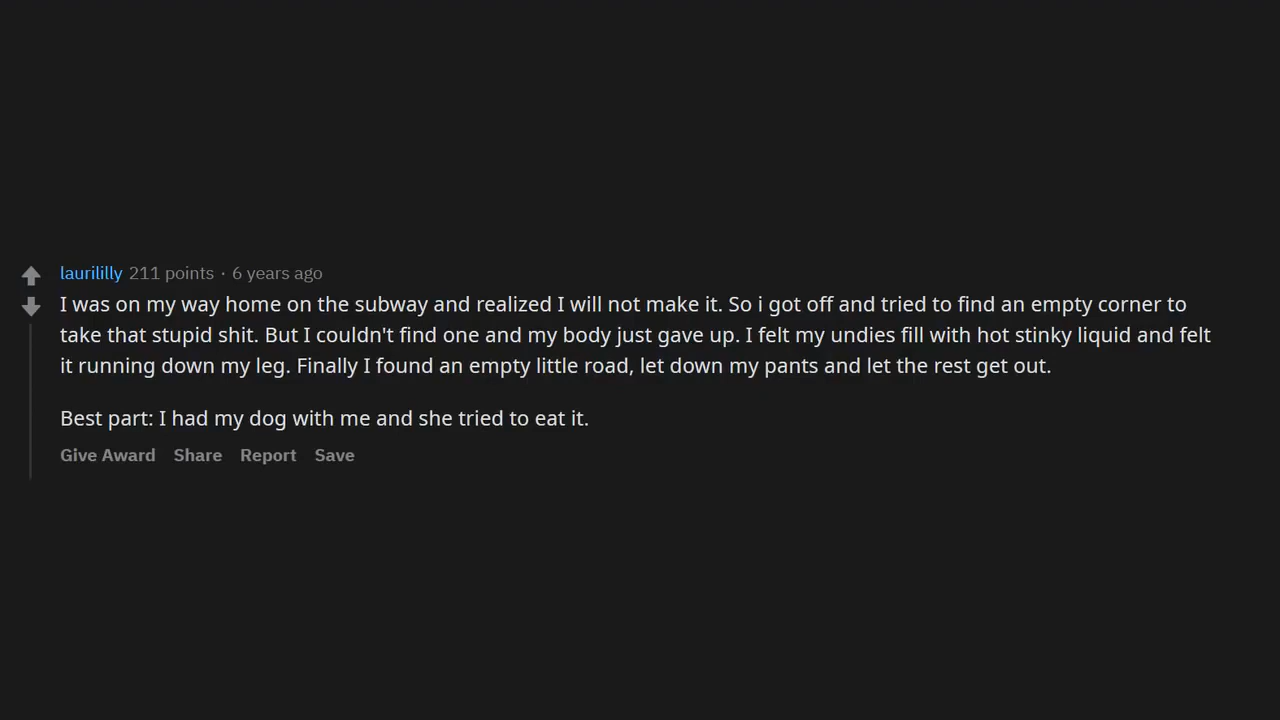 laurililly 211 points · 6 years ago
I was on my way home on the subway and realized I will not make it. So i got off and tried to find an empty corner to
take that stupid shit. But I couldn't find one and my body just gave up. I felt my undies fill with hot stinky liquid and felt
it running down my leg. Finally I found an empty little road, let down my pants and let the rest get out.
Best part: I had my dog with me and she tried to eat it.
Give Award Share Report Save